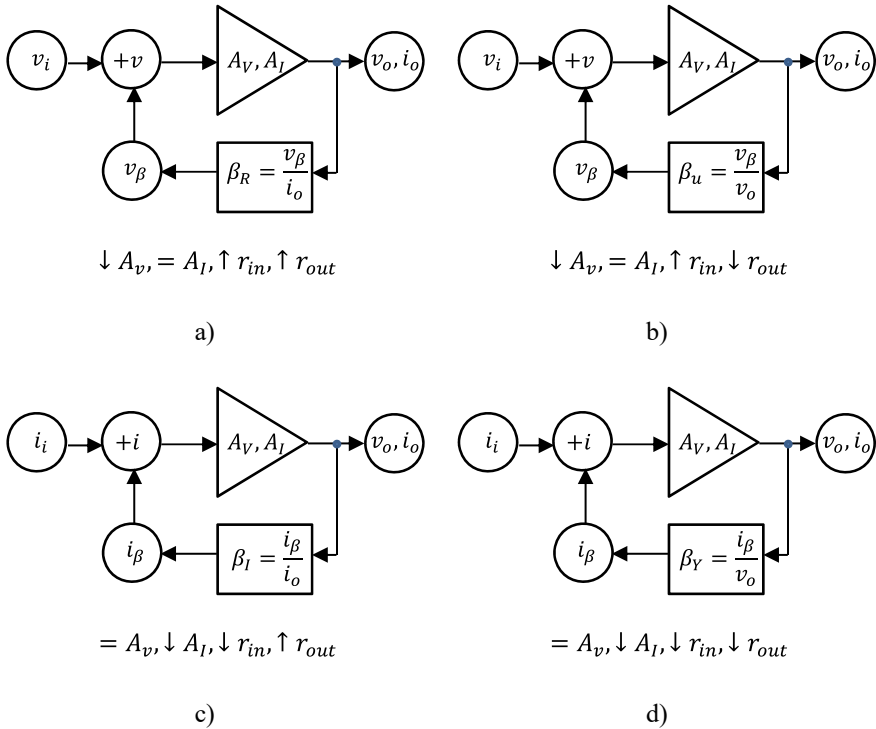 v_i +v A_V, A_I v_o, i_o v_i +v A_V, A_I v_o, i_o
v_β β_R = v_β/i_o v_β β_u = v_β/v_o
↓ A_v, = A_I, ↑ r_in, ↑ r_out ↓ A_v, = A_I, ↑ r_in, ↓ r_out
a) b)
i_i +i A_V, A_I v_o, i_o i_i +i A_V, A_I v_o, i_o
i_β β_I = i_β/i_o i_β β_Y = i_β/v_o
= A_v, ↓ A_I, ↓ r_in, ↑ r_out = A_v, ↓ A_I, ↓ r_in, ↓ r_out
c) d)